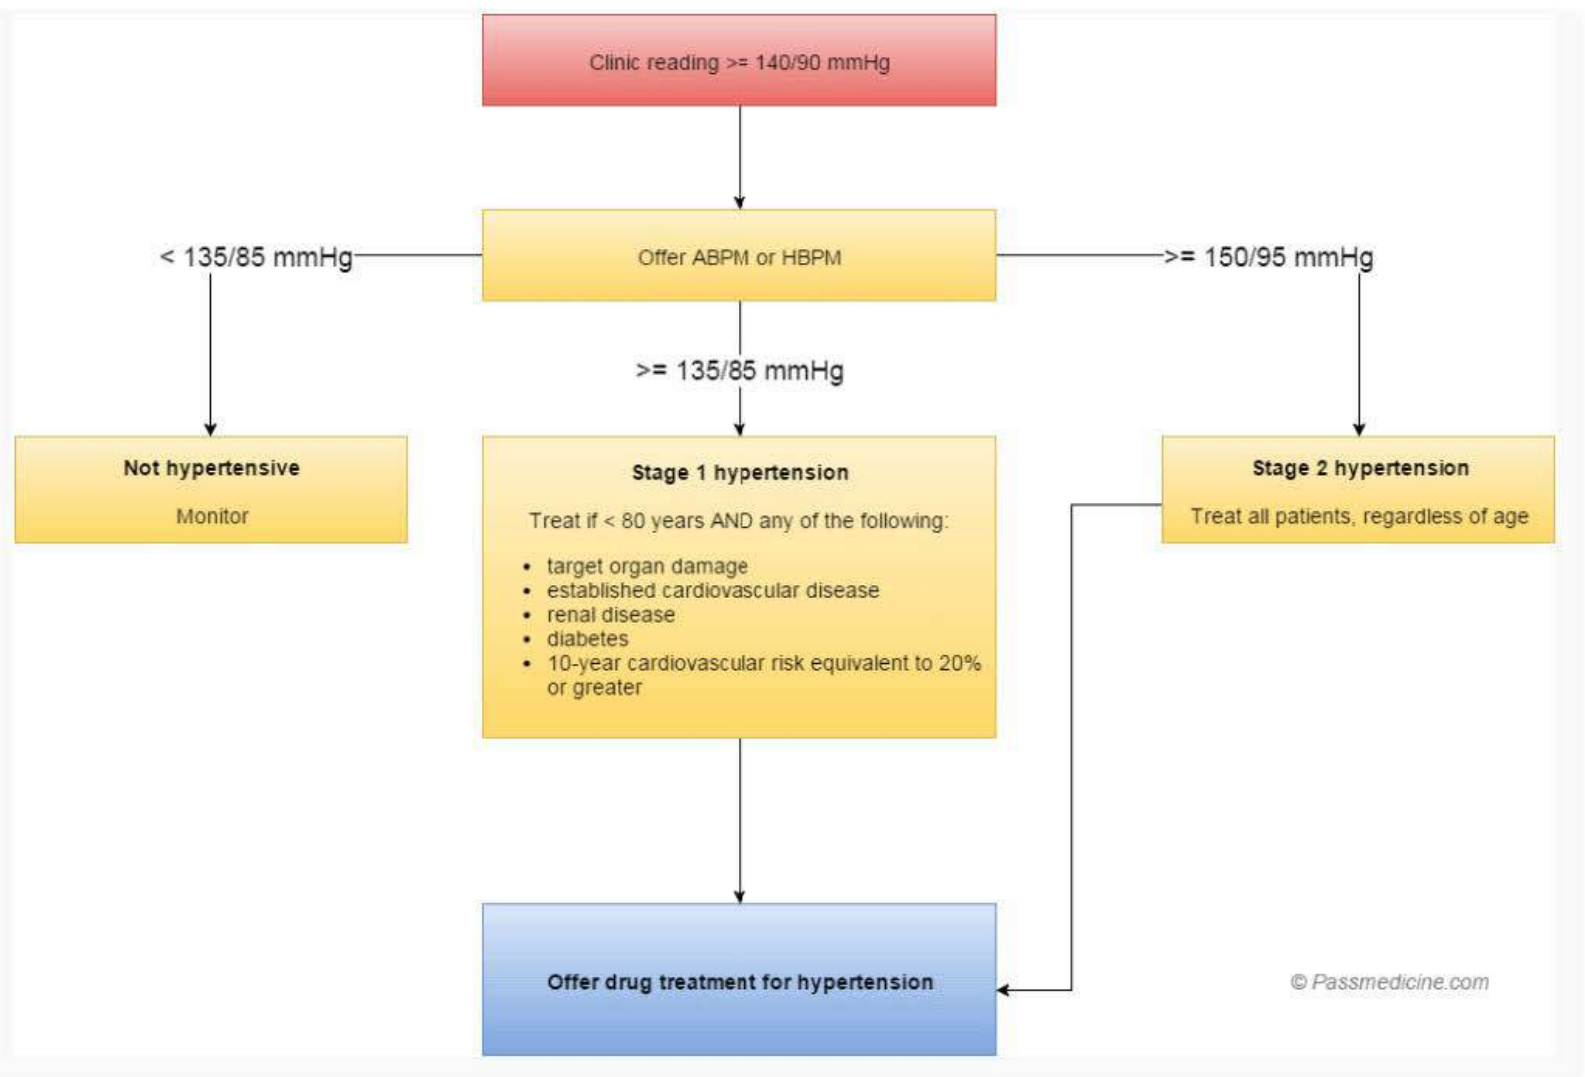 Clinic reading >= 140/90 mmHg
Offer ABPM or HBPM
< 135/85 mmHg
>= 150/95 mmHg
>= 135/85 mmHg
Not hypertensive
Monitor
Stage 1 hypertension
Treat if < 80 years AND any of the following:
• target organ damage
• established cardiovascular disease
• renal disease
• diabetes
• 10-year cardiovascular risk equivalent to 20%
or greater
Stage 2 hypertension
Treat all patients, regardless of age
Offer drug treatment for hypertension
© Passmedicine.com